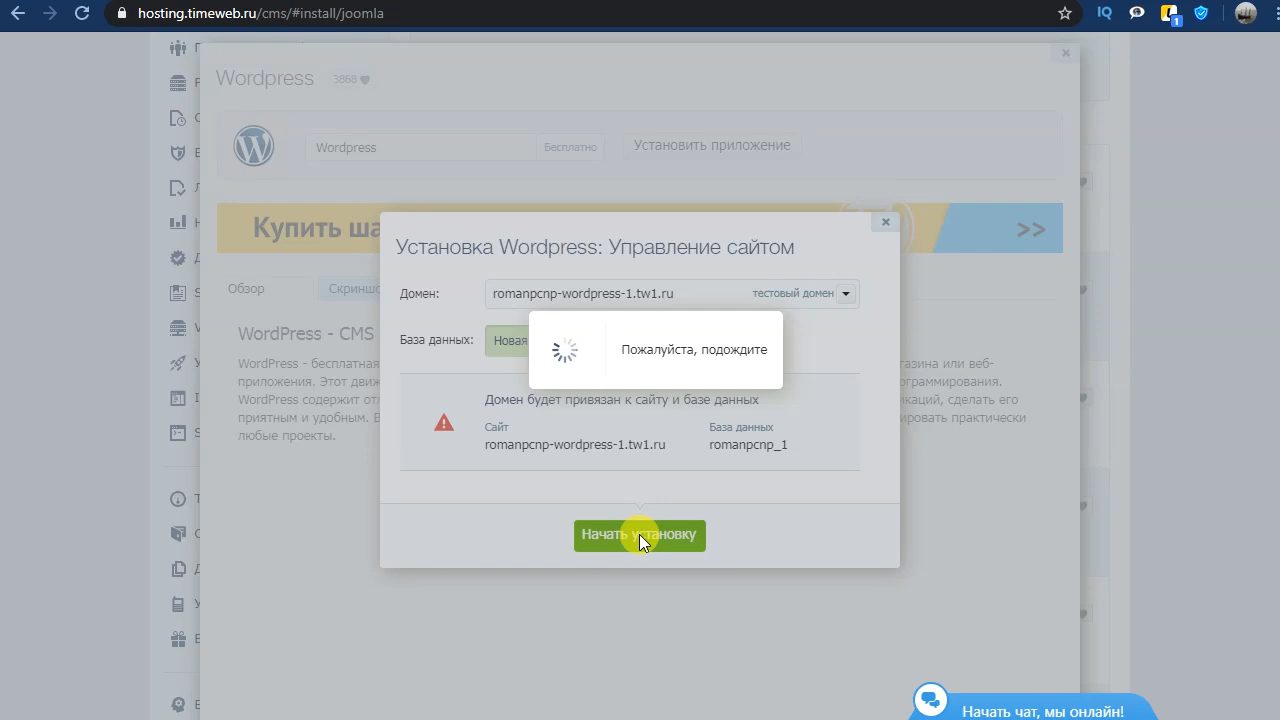 hosting.timeweb.ru/cms/#install/joomla
1
Wordpress 3868
Wordpress Бесплатно Установить приложение
Купить ша >>
Установка Wordpress: Управление сайтом
Обзор Скриншо
Домен: romanpcnp-wordpress-1.tw1.ru тестовый домен
База данных: Новая
Пожалуйста, подождите
WordPress - CMS
WordPress - бесплатная газина или веб-
приложения. Этот движ ограммирования.
WordPress содержит от икаций, сделать его
приятным и удобным. В ировать практически
любые проекты.
Домен будет привязан к сайту и базе данных
Сайт База данных
romanpcnp-wordpress-1.tw1.ru romanpcnp_1
Начать установку
Начать чат, мы онлайн!